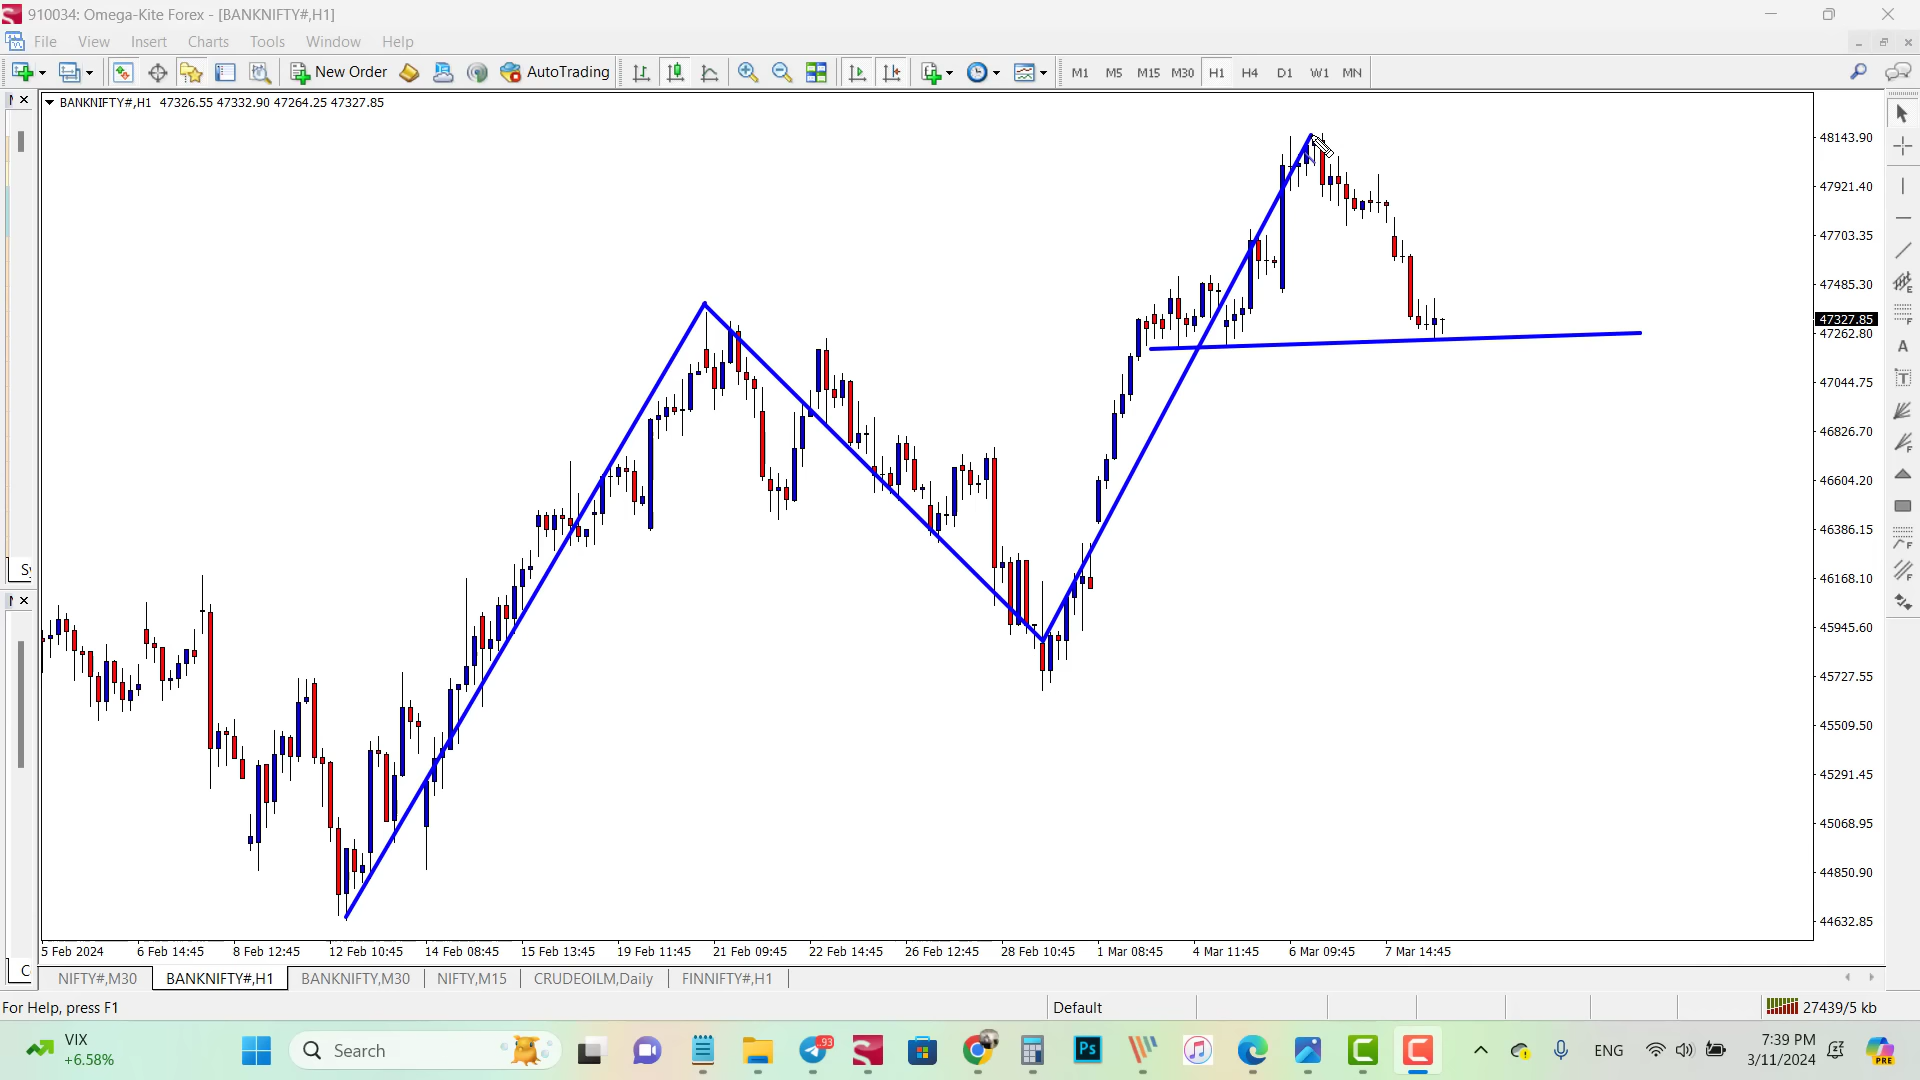 910034: Omega-Kite Forex - [BANKNIFTY#,H1]
File View Insert Charts Tools Window Help
New Order AutoTrading M1 M5 M15 M30 H1 H4 D1 W1 MN
BANKNIFTY#,H1 47326.55 47332.90 47264.25 47327.85
48143.90
47921.40
47703.35
47485.30
47327.85
47262.80
47044.75
46826.70
46604.20
46386.15
46168.10
45945.60
45727.55
45509.50
45291.45
45068.95
44850.90
44632.85
5 Feb 2024 6 Feb 14:45 8 Feb 12:45 12 Feb 10:45 14 Feb 08:45 15 Feb 13:45 19 Feb 11:45 21 Feb 09:45 22 Feb 14:45 26 Feb 12:45 28 Feb 10:45 1 Mar 08:45 4 Mar 11:45 6 Mar 09:45 7 Mar 14:45
NIFTY#,M30 BANKNIFTY#,H1 BANKNIFTY,M30 NIFTY,M15 CRUDEOILM,Daily FINNIFTY#,H1
For Help, press F1 Default 27439/5 kb
VIX
+6.58%
Search
93
Ps
ENG
7:39 PM
3/11/2024
PRE